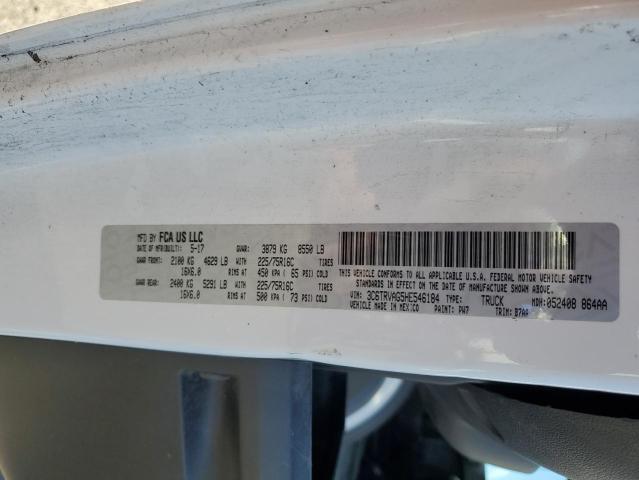 MFD BY FCA US LLC
DATE OF MFR(BUILT): 5-17 GVWR: 3879 KG 8550 LB
GAWR FRONT: 2100 KG 4629 LB WITH 225/75R16C TIRES
16X6.0 RIMS AT 450 KPA ( 65 PSI) COLD
GAWR REAR: 2400 KG 5291 LB WITH 225/75R16C TIRES
16X6.0 RIMS AT 500 KPA ( 73 PSI) COLD
THIS VEHICLE CONFORMS TO ALL APPLICABLE U.S.A. FEDERAL MOTOR VEHICLE SAFETY
STANDARDS IN EFFECT ON THE DATE OF MANUFACTURE SHOWN ABOVE.
VIN: 3C6TRVAG5HE546184 TRUCK MDH: 052408 864AA
VEHICLE MADE IN MEXICO PAINT: PW7 TRIM: B7AA